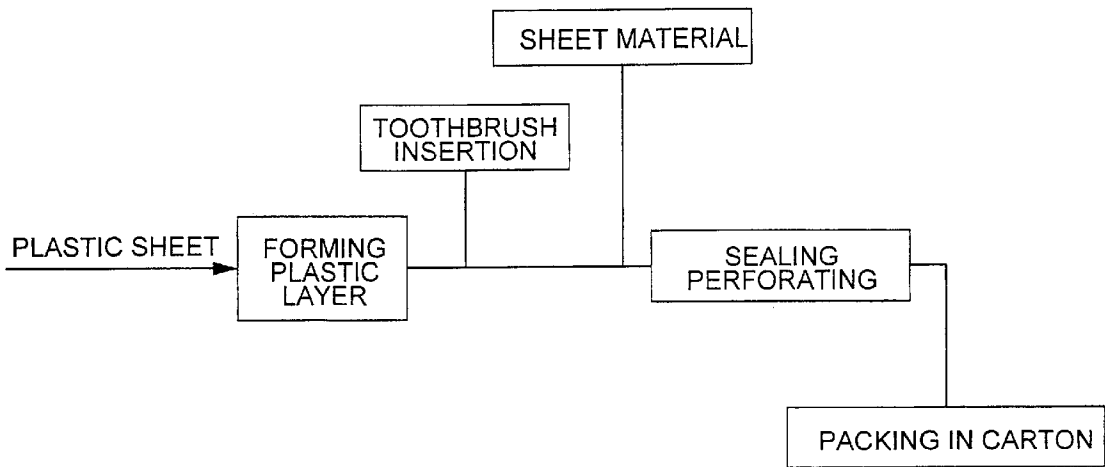 SHEET MATERIAL
TOOTHBRUSH
INSERTION
PLASTIC SHEET
FORMING
PLASTIC
LAYER
SEALING
PERFORATING
PACKING IN CARTON